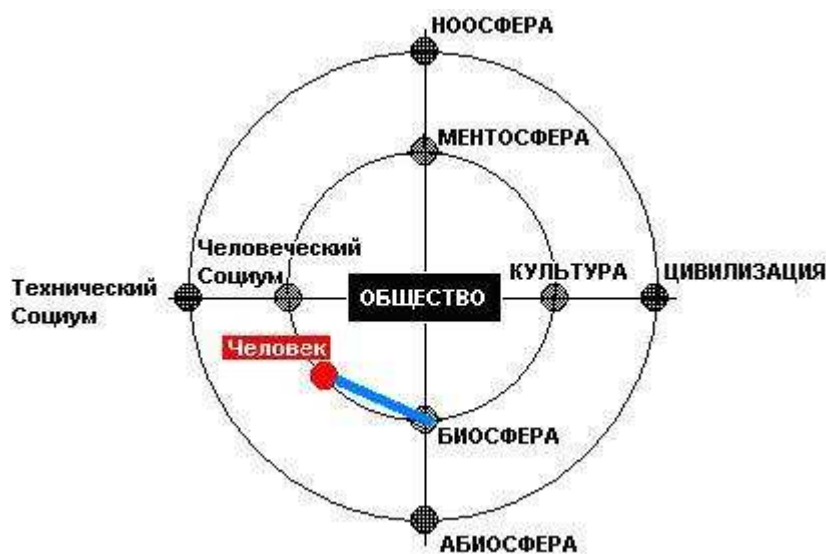 НООСФЕРА
МЕНТОСФЕРА
Человеческий
Социум
КУЛЬТУРА
ЦИВИЛИЗАЦИЯ
Технический
Социум
ОБЩЕСТВО
Человек
БИОСФЕРА
АБИОСФЕРА